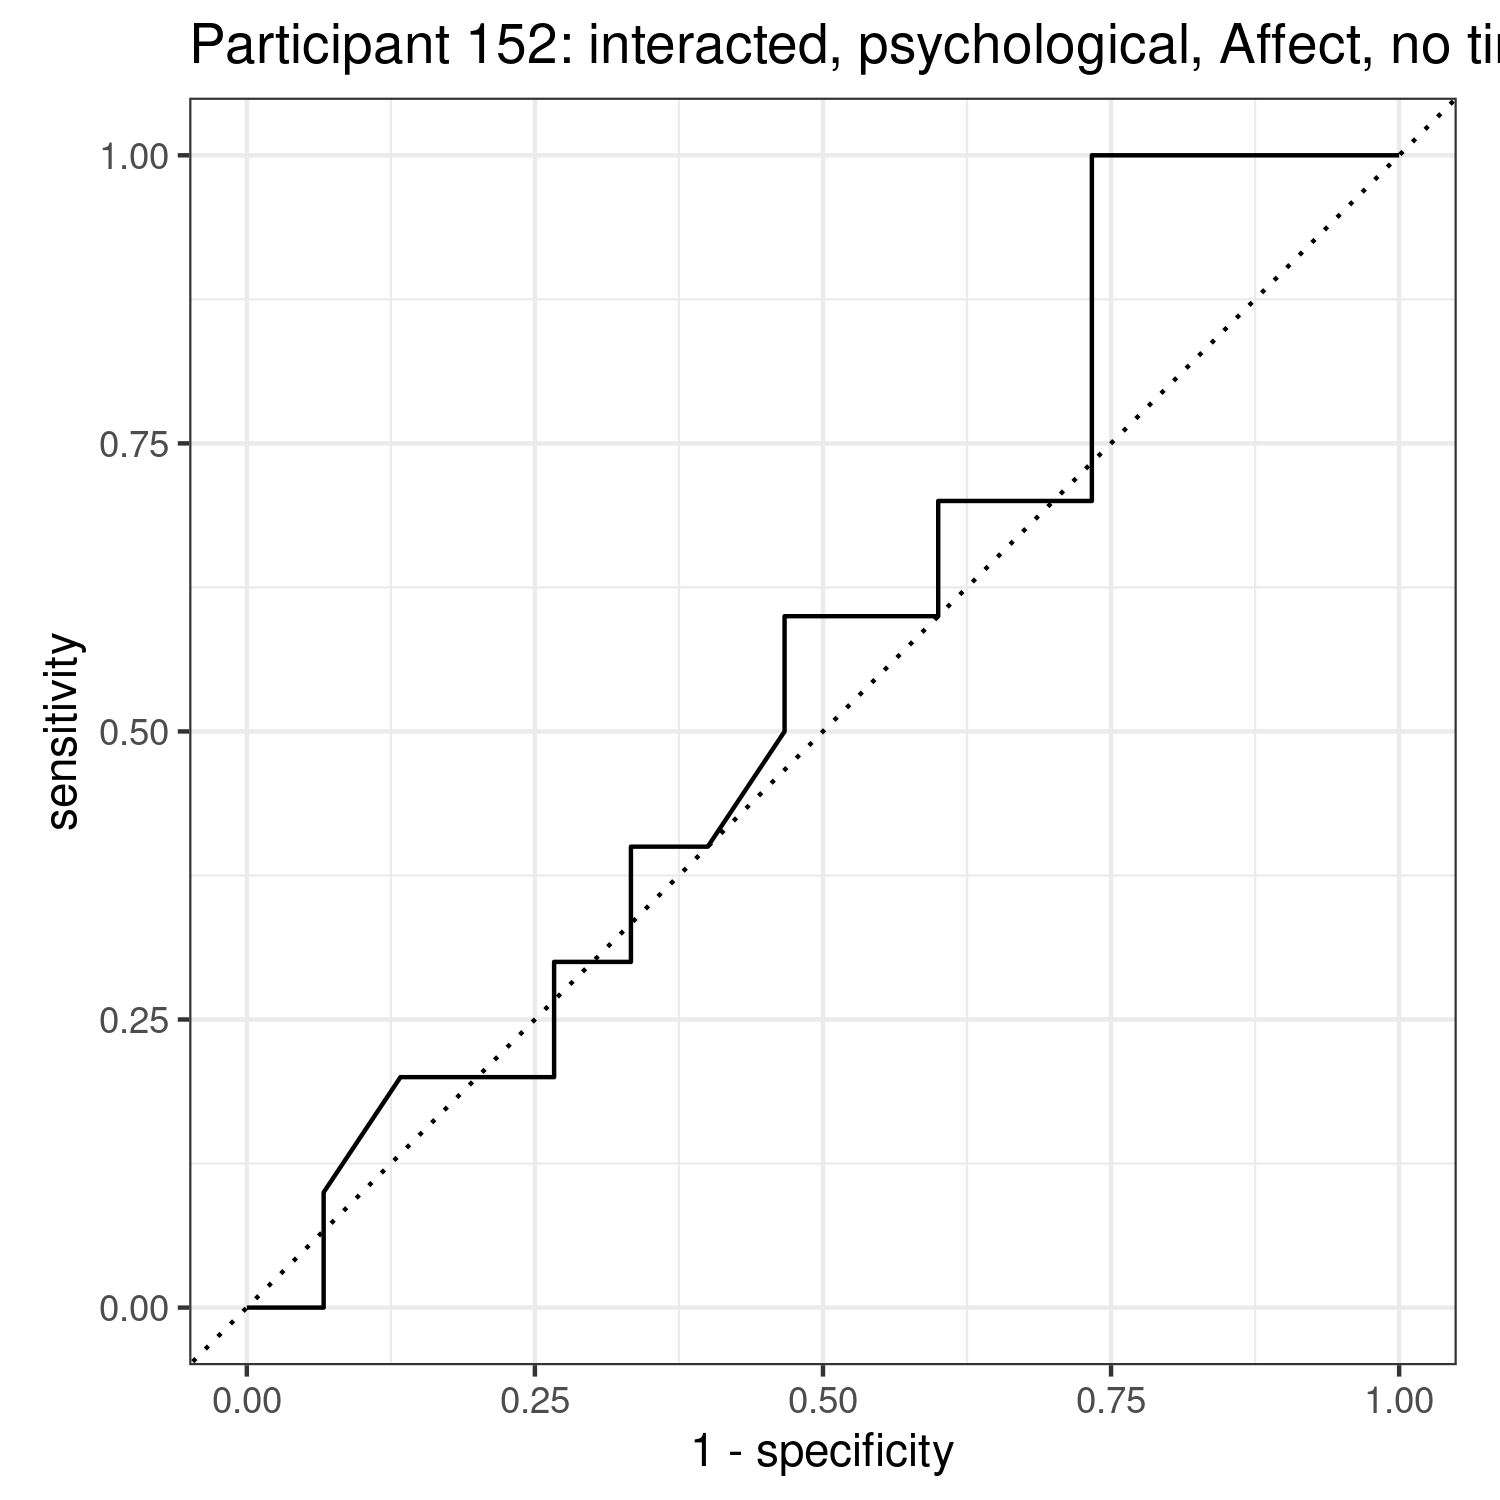 Participant 152: interacted, psychological, Affect, no
1.00
0.75
0.50
0.25
0.00
sensitivity
0.00 0.25 0.50 0.75 1.00
1 - specificity